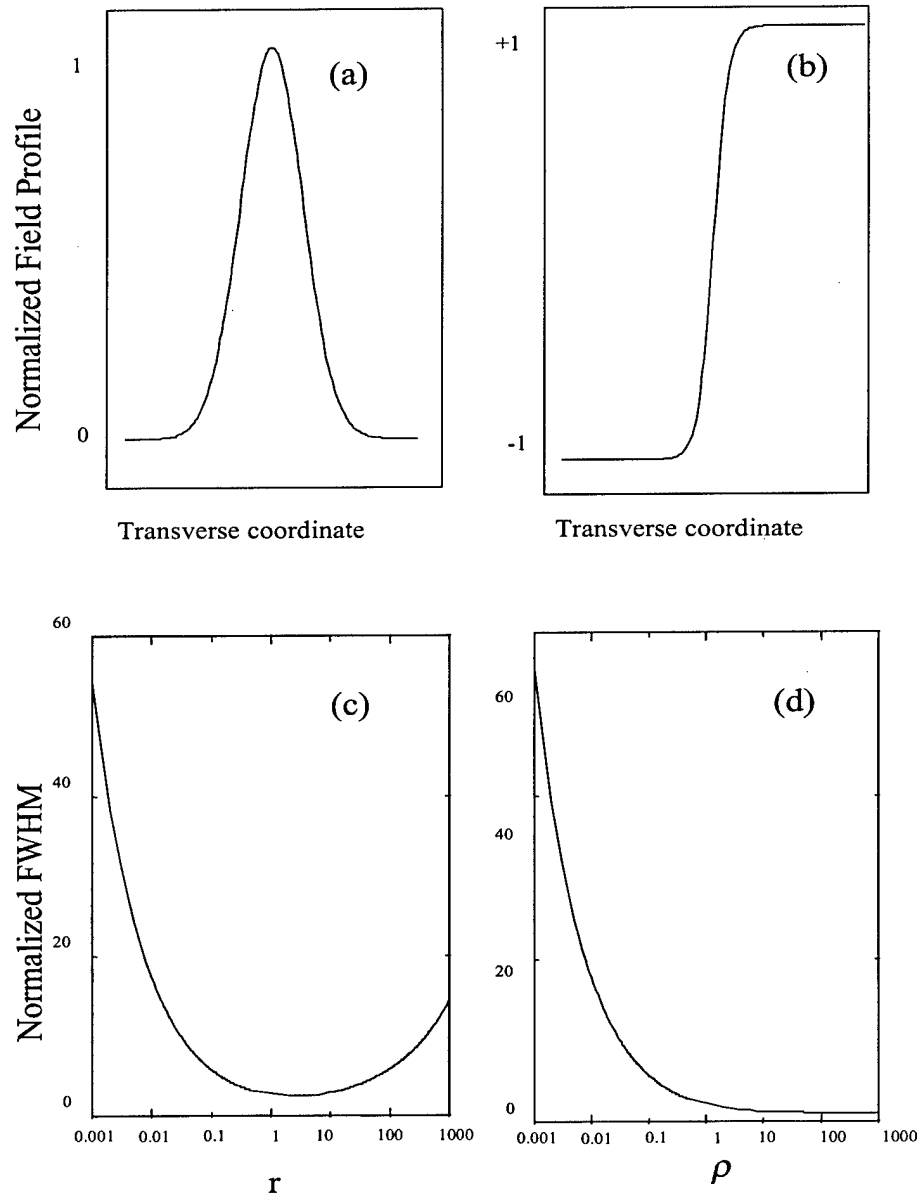 Normalized Field Profile
1
0
(a)
Transverse coordinate
+1
-1
(b)
Transverse coordinate
Normalized FWHM
60
40
20
0
(c)
0.001 0.01 0.1 1 10 100 1000
r
60
40
20
0
(d)
0.001 0.01 0.1 1 10 100 1000
ρ